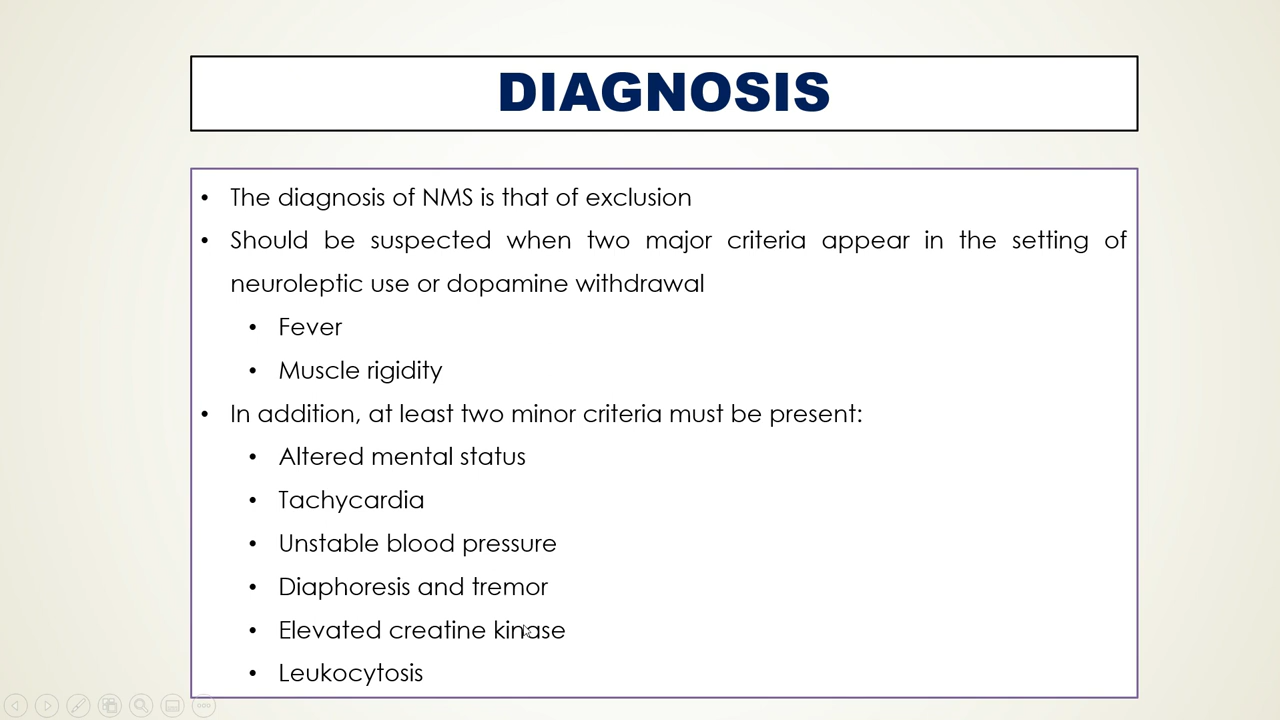 DIAGNOSIS
• The diagnosis of NMS is that of exclusion
• Should be suspected when two major criteria appear in the setting of
neuroleptic use or dopamine withdrawal
• Fever
• Muscle rigidity
• In addition, at least two minor criteria must be present:
• Altered mental status
• Tachycardia
• Unstable blood pressure
• Diaphoresis and tremor
• Elevated creatine kinase
• Leukocytosis